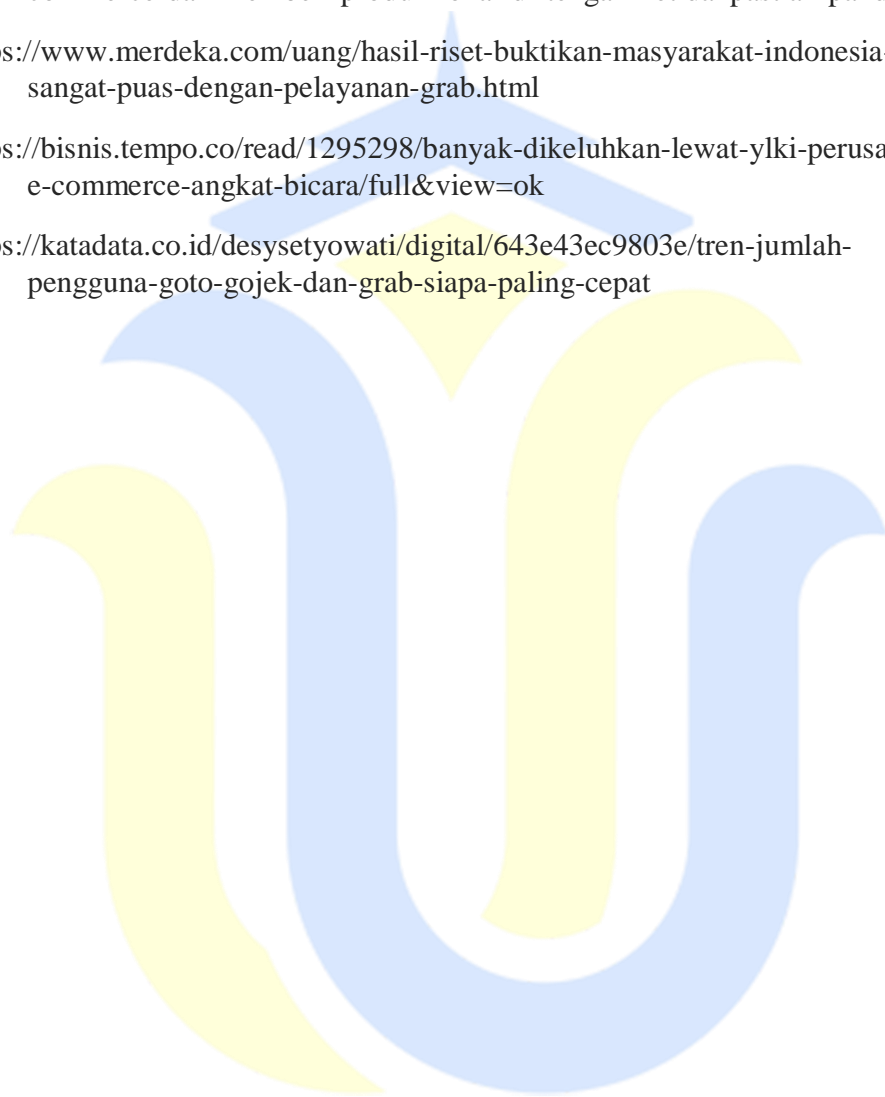 ps://www.merdeka.com/uang/hasil-riset-buktikan-masyarakat-indonesia-
sangat-puas-dengan-pelayanan-grab.html
ps://bisnis.tempo.co/read/1295298/banyak-dikeluhkan-lewat-ylki-perusa
e-commerce-angkat-bicara/full&view=ok
ps://katadata.co.id/desysetyowati/digital/643e43ec9803e/tren-jumlah-
pengguna-goto-gojek-dan-grab-siapa-paling-cepat